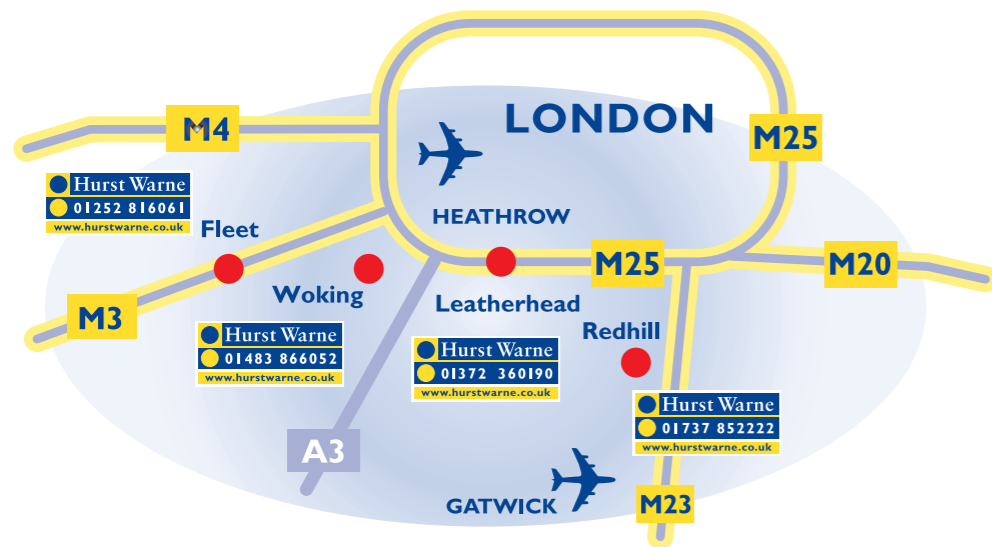 LONDON
M4
M25
Hurst Warne
01252 816061
www.hurstwarne.co.uk
HEATHROW
Fleet
M25
M20
Woking
Leatherhead
M3
Hurst Warne
01483 866052
www.hurstwarne.co.uk
Redhill
Hurst Warne
01372 360190
www.hurstwarne.co.uk
Hurst Warne
01737 852222
www.hurstwarne.co.uk
A3
GATWICK
M23